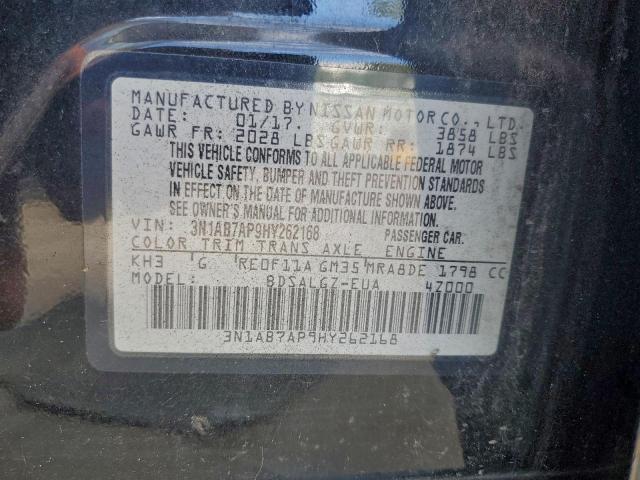 MANUFACTURED BY NISSAN MOTOR CO., LTD.
DATE: 01/17. GVWR: 3858 LBS
GAWR FR: 2028 LBS GAWR RR: 1874 LBS
THIS VEHICLE CONFORMS TO ALL APPLICABLE FEDERAL MOTOR
VEHICLE SAFETY, BUMPER AND THEFT PREVENTION STANDARDS
IN EFFECT ON THE DATE OF MANUFACTURE SHOWN ABOVE.
SEE OWNER'S MANUAL FOR ADDITIONAL INFORMATION.
VIN: 3N1AB7AP9HY262168 PASSENGER CAR.
COLOR TRIM TRANS AXLE ENGINE
KH3 'G 'RE0F11A GM35'MRA8DE 1798 CC
MODEL: BDSALGZ-EUA 4Z000
3N1AB7AP9HY262168